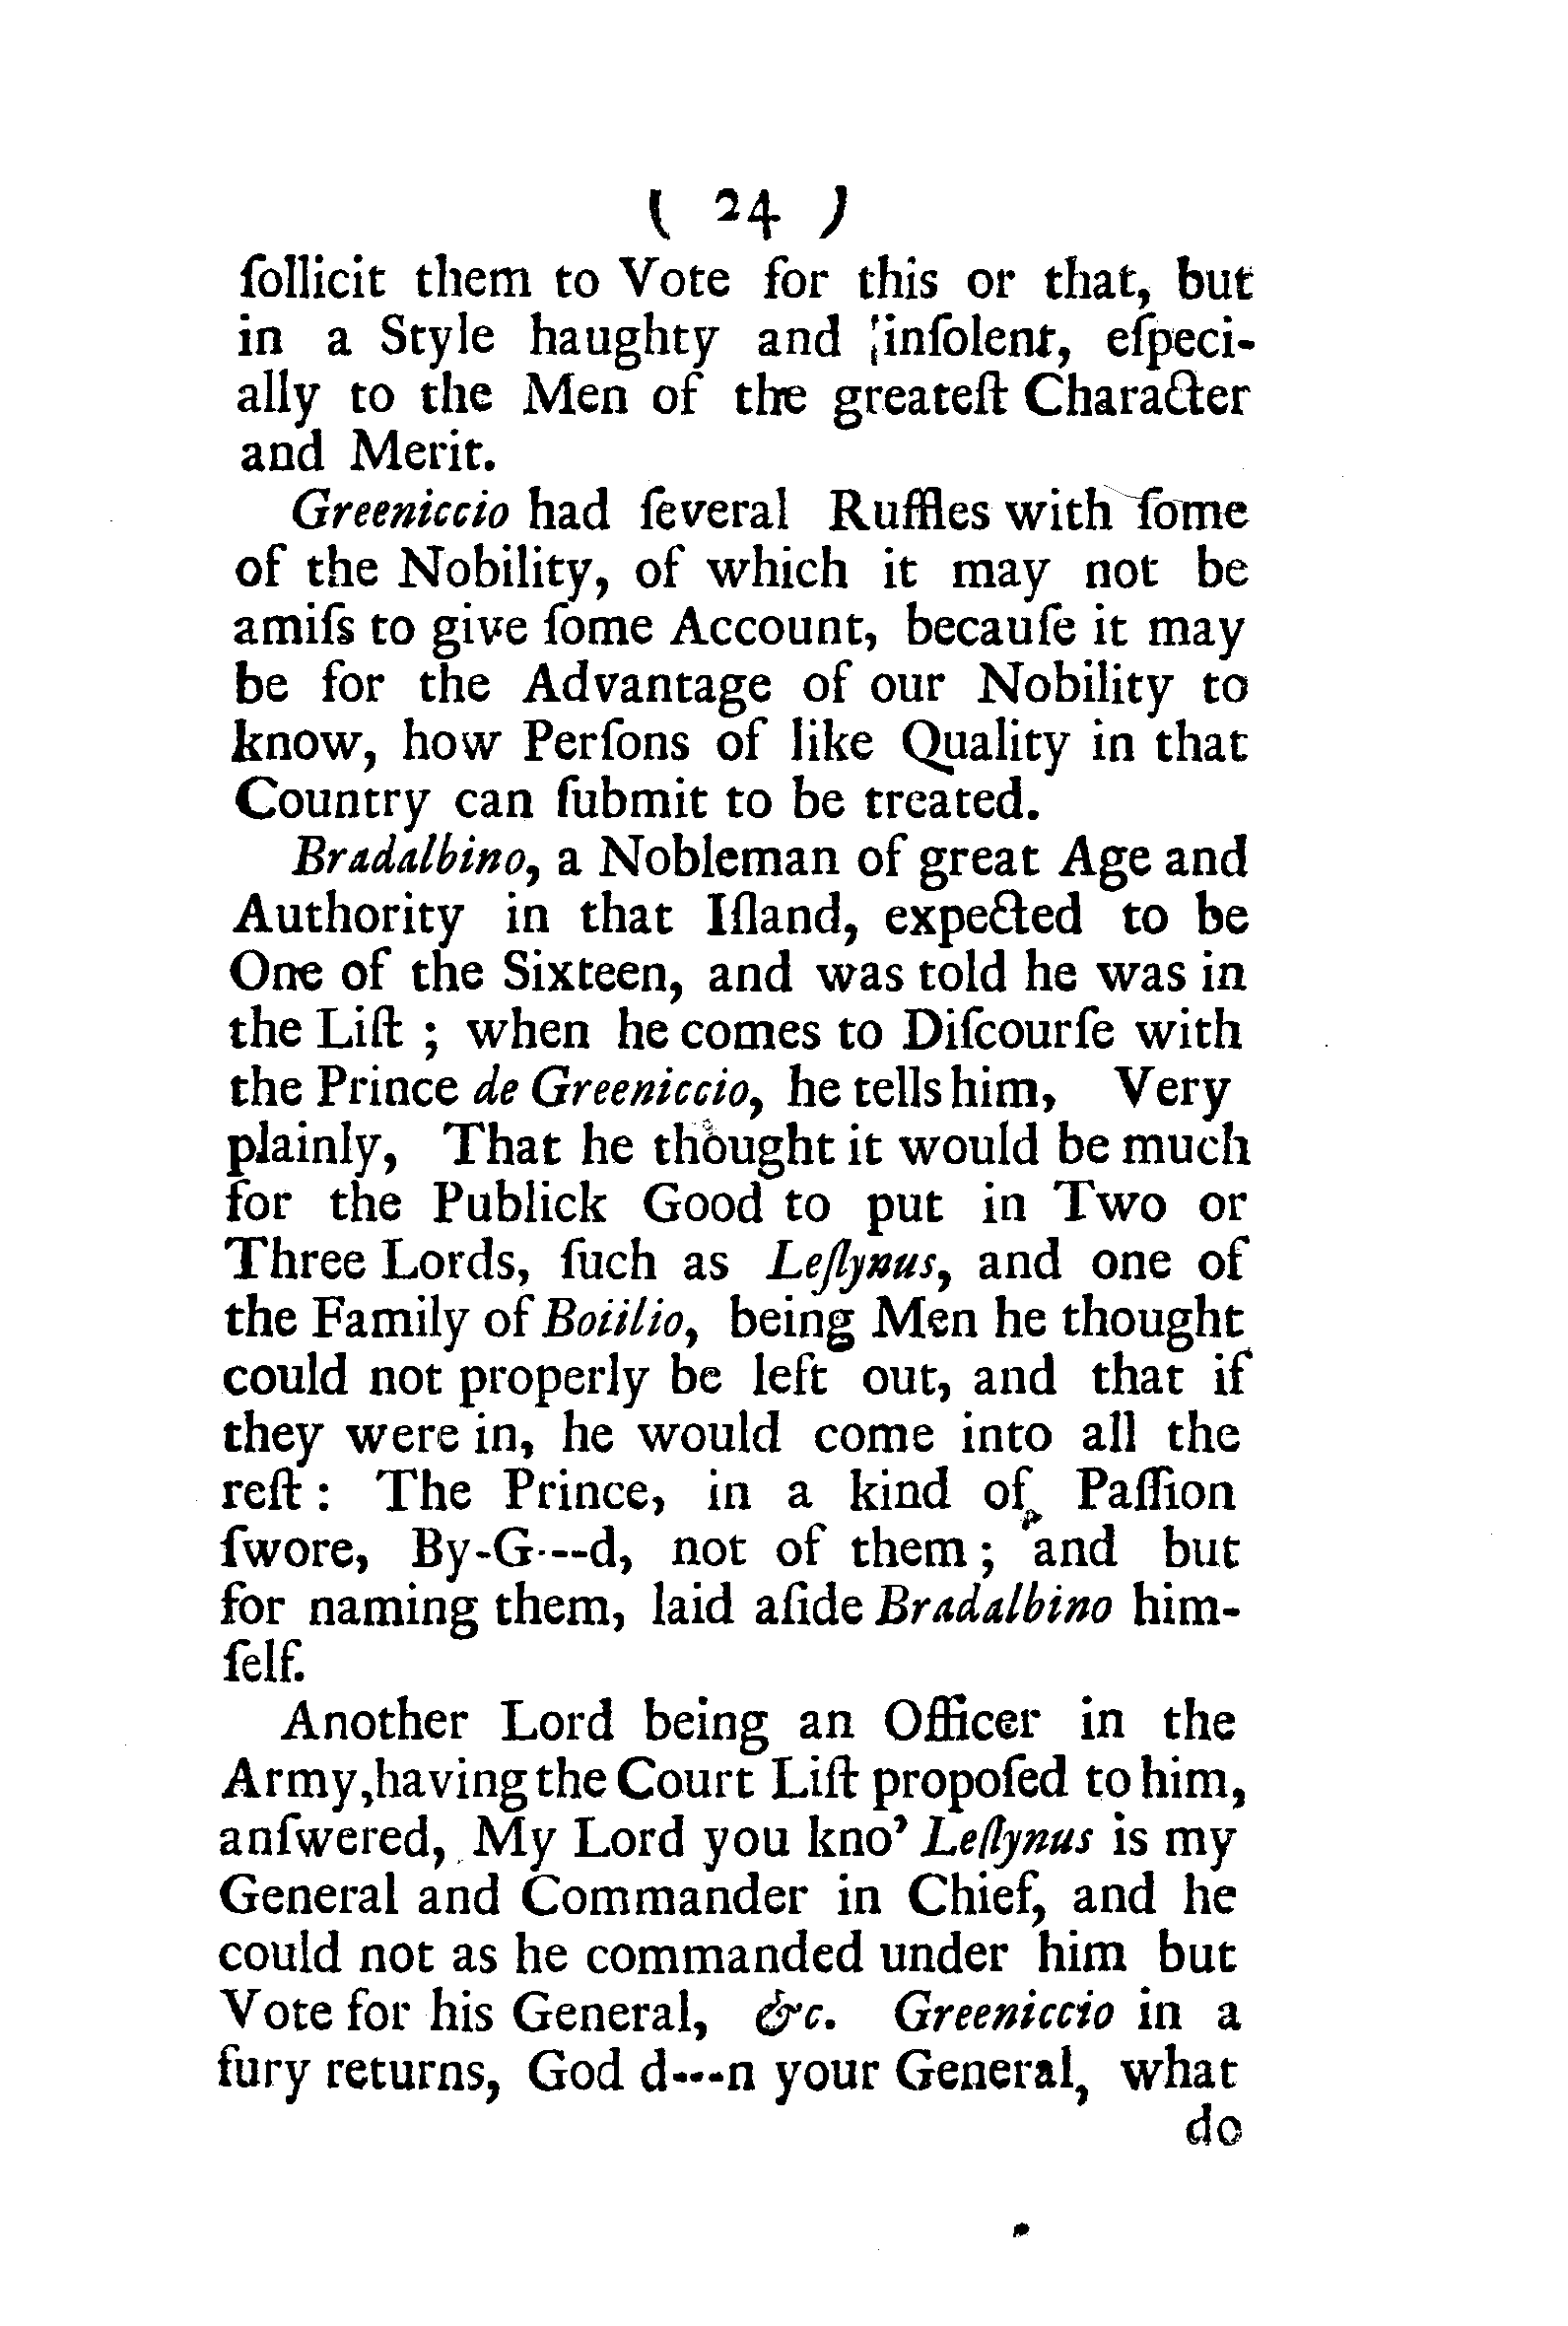 ( 24 )
ſollicit them to Vote for this or that, but
in a Style haughty and inſolent, eſpeci-
ally to the Men of the greateſt Character
and Merit.
Greeniccio had ſeveral Ruffles with ſome
of the Nobility, of which it may not be
amiſs to give ſome Account, becauſe it may
be for the Advantage of our Nobility to
know, how Perſons of like Quality in that
Country can ſubmit to be treated.
Bradalbino, a Nobleman of great Age and
Authority in that Iſland, expected to be
One of the Sixteen, and was told he was in
the Liſt ; when he comes to Diſcourſe with
the Prince de Greeniccio, he tells him, Very
plainly, That he thought it would be much
for the Publick Good to put in Two or
Three Lords, ſuch as Leſlynus, and one of
the Family of Boiilio, being Men he thought
could not properly be left out, and that if
they were in, he would come into all the
reſt : The Prince, in a kind of Paſſion
ſwore, By-G---d, not of them ; and but
for naming them, laid aſide Bradalbino him-
ſelf.
Another Lord being an Officer in the
Army,having the Court Liſt propoſed to him,
anſwered, My Lord you kno’ Leſlynus is my
General and Commander in Chief, and he
could not as he commanded under him but
Vote for his General, &c. Greeniccio in a
fury returns, God d---n your General, what
do